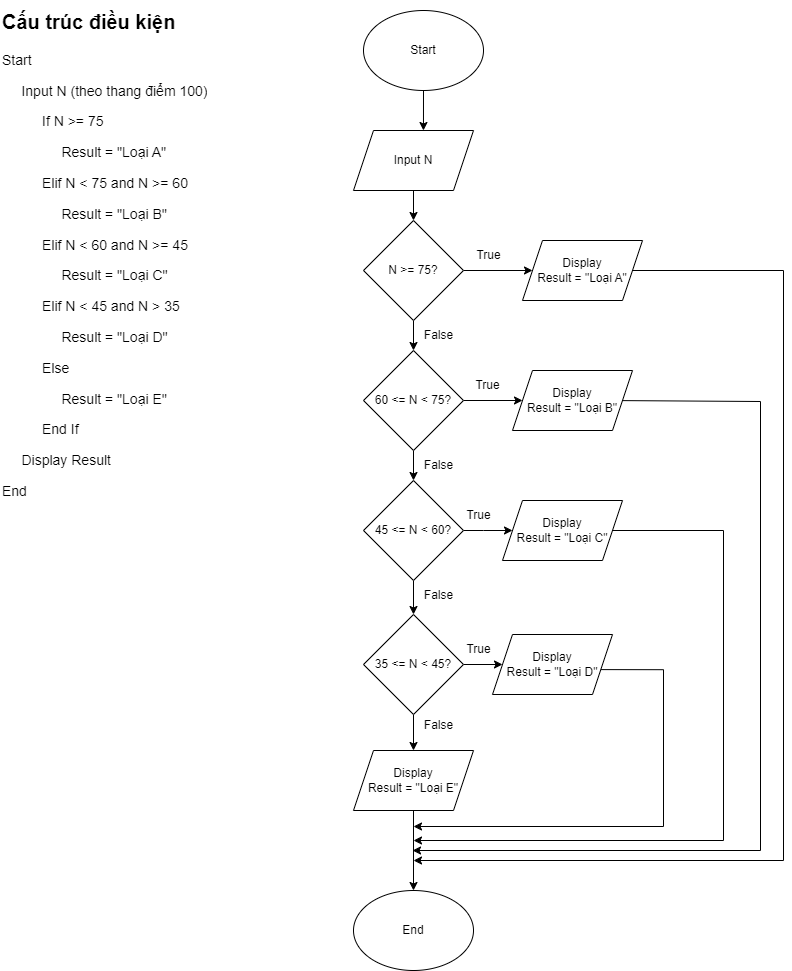 Cấu trúc điều kiện
Start
Input N (theo thang điểm 100)
If N >= 75
Result = "Loại A"
Elif N < 75 and N >= 60
Result = "Loại B"
Elif N < 60 and N >= 45
Result = "Loại C"
Elif N < 45 and N > 35
Result = "Loại D"
Else
Result = "Loại E"
End If
Display Result
End
Start
Input N
N >= 75?
True
Display
Result = "Loại A"
False
60 <= N < 75?
True
Display
Result = "Loại B"
False
45 <= N < 60?
True
Display
Result = "Loại C"
False
35 <= N < 45?
True
Display
Result = "Loại D"
False
Display
Result = "Loại E"
End